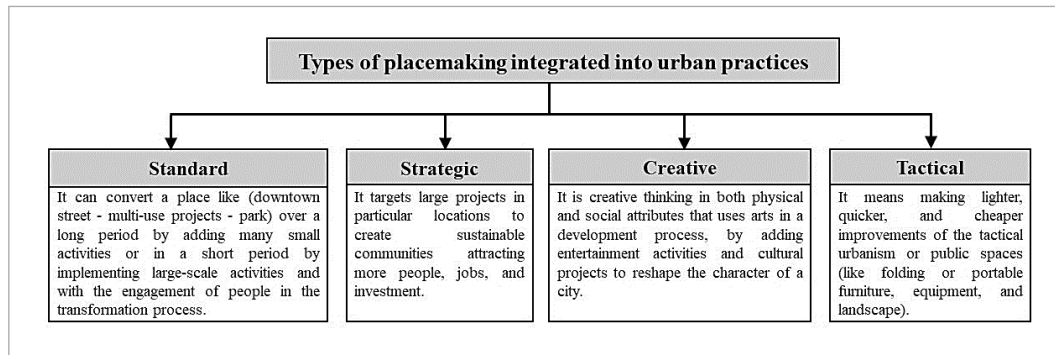 Types of placemaking integrated into urban practices
Standard
It can convert a place like (downtown
street - multi-use projects - park) over a
long period by adding many small
activities or in a short period by
implementing large-scale activities and
with the engagement of people in the
transformation process.
Strategic
It targets large projects in
particular locations to
create sustainable
communities attracting
more people, jobs, and
investment.
Creative
It is creative thinking in both physical
and social attributes that uses arts in a
development process, by adding
entertainment activities and cultural
projects to reshape the character of a
city.
Tactical
It means making lighter,
quicker, and cheaper
improvements of the tactical
urbanism or public spaces
(like folding or portable
furniture, equipment, and
landscape).